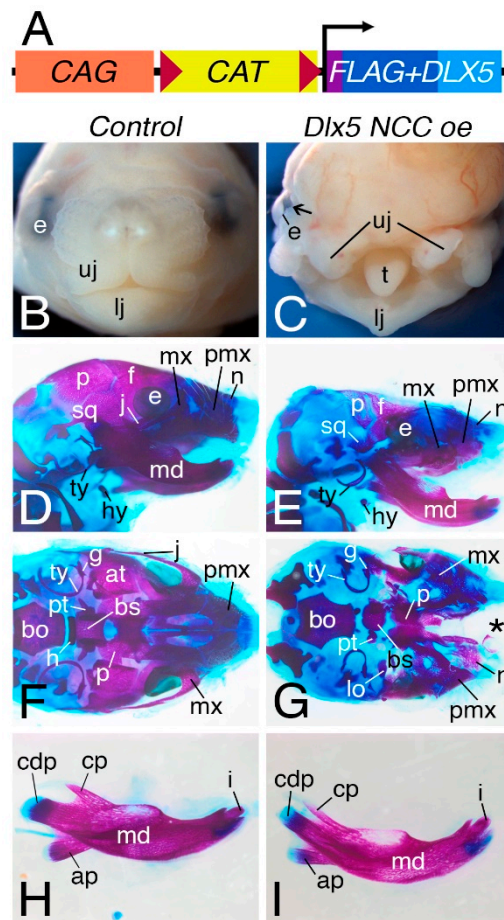 A
CAG CAT FLAG+DLX5
Control Dlx5 NCC oe
e
uj
lj
B
e
uj
t
lj
C
mx pmx n
p f
sq j e
ty
hy
md
D
mx pmx n
p f
sq e
ty
hy
md
E
g j
ty at pmx
pt
bo bs
h
p
mx
F
g mx
ty
bo p *
pt
bs
lo n
pmx
G
cp
cdp i
md
ap
H
cp
cdp i
md
ap
I